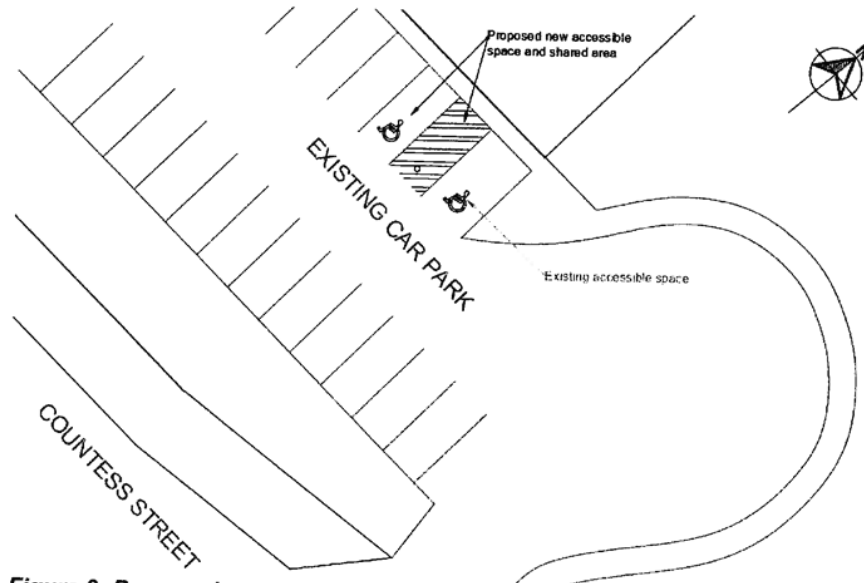 Proposed new accessible
space and shared area
EXISTING CAR PARK
Existing accessible space
COUNTESS STREET